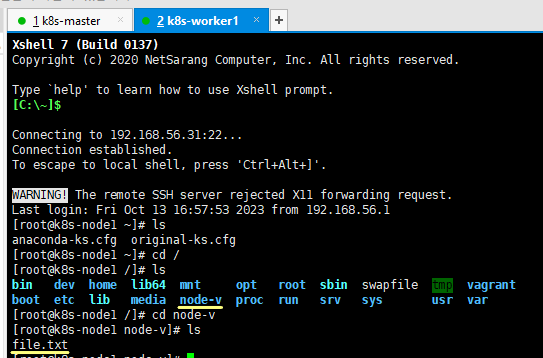 1 k8s-master × 2 k8s-worker1 × +
Xshell 7 (Build 0137)
Copyright (c) 2020 NetSarang Computer, Inc. All rights reserved.
Type `help' to learn how to use Xshell prompt.
[C:\~]$
Connecting to 192.168.56.31:22...
Connection established.
To escape to local shell, press 'Ctrl+Alt+]'.
WARNING! The remote SSH server rejected X11 forwarding request.
Last login: Fri Oct 13 16:57:53 2023 from 192.168.56.1
[root@k8s-node1 ~]# ls
anaconda-ks.cfg  original-ks.cfg
[root@k8s-node1 ~]# cd /
[root@k8s-node1 /]# ls
bin   dev  home  lib64  mnt     opt   root  sbin  swapfile  tmp  vagrant
boot  etc  lib   media  node-v  proc  run   srv   sys       usr  var
[root@k8s-node1 /]# cd node-v
[root@k8s-node1 node-v]# ls
file.txt
[root@k8s-node1 node-v]#